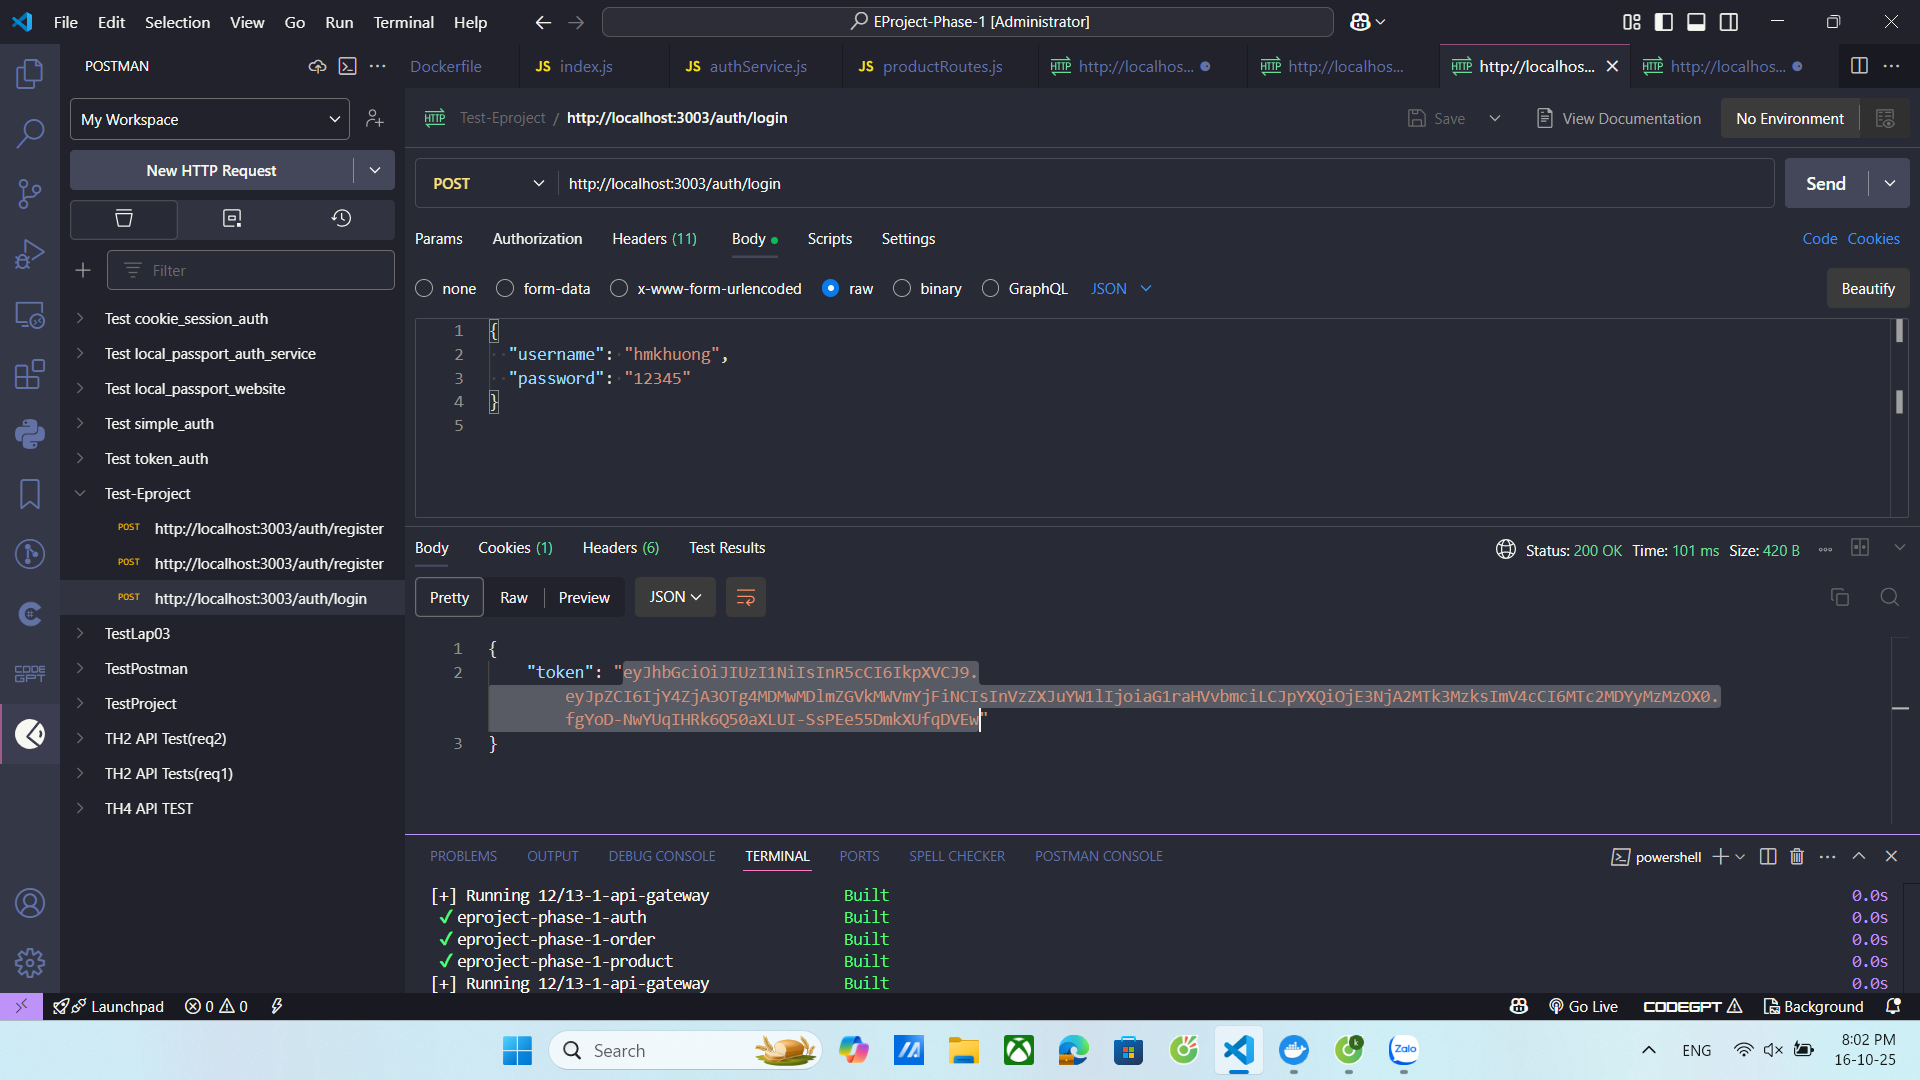 File Edit Selection View Go Run Terminal Help
EProject-Phase-1 [Administrator]
POSTMAN
Dockerfile
JS index.js
JS authService.js
JS productRoutes.js
HTTP http://localhos...
HTTP http://localhos...
HTTP http://localhos...
HTTP http://localhos...
My Workspace
New HTTP Request
Filter
Test cookie_session_auth
Test local_passport_auth_service
Test local_passport_website
Test simple_auth
Test token_auth
Test-Eproject
POST http://localhost:3003/auth/register
POST http://localhost:3003/auth/register
POST http://localhost:3003/auth/login
TestLap03
TestPostman
TestProject
TH2 API Test(req2)
TH2 API Tests(req1)
TH4 API TEST
HTTP Test-Eproject / http://localhost:3003/auth/login
Save
View Documentation
No Environment
POST http://localhost:3003/auth/login
Send
Params Authorization Headers (11) Body Scripts Settings
Code Cookies
none form-data x-www-form-urlencoded raw binary GraphQL JSON
Beautify
1 {
2 "username": "hmkhuong",
3 "password": "12345"
4 }
5
Body Cookies (1) Headers (6) Test Results
Status: 200 OK Time: 101 ms Size: 420 B
Pretty Raw Preview JSON
1 {
2 "token": "eyJhbGciOiJIUzI1NiIsInR5cCI6IkpXVCJ9.
eyJpZCI6IjY4ZjA3OTg4MDMwMDlmZGVkMWVmYjFiNCIsInVzZXJuYW1lIjoiaG1raHVvbmciLCJpYXQiOjE3NjA2MTk3MzksImV4cCI6MTc2MDYyMzMzOX0.
fgYoD-NwYUqIHRk6Q50aXLUI-SsPEe55DmkXUfqDVEw"
3 }
PROBLEMS OUTPUT DEBUG CONSOLE TERMINAL PORTS SPELL CHECKER POSTMAN CONSOLE
powershell
[+] Running 12/13-1-api-gateway Built 0.0s
✔ eproject-phase-1-auth Built 0.0s
✔ eproject-phase-1-order Built 0.0s
✔ eproject-phase-1-product Built 0.0s
[+] Running 12/13-1-api-gateway Built 0.0s
CODE GPT
Launchpad 0 0
Go Live CODEGPT Background
Search
Zalo
ENG
8:02 PM
16-10-25